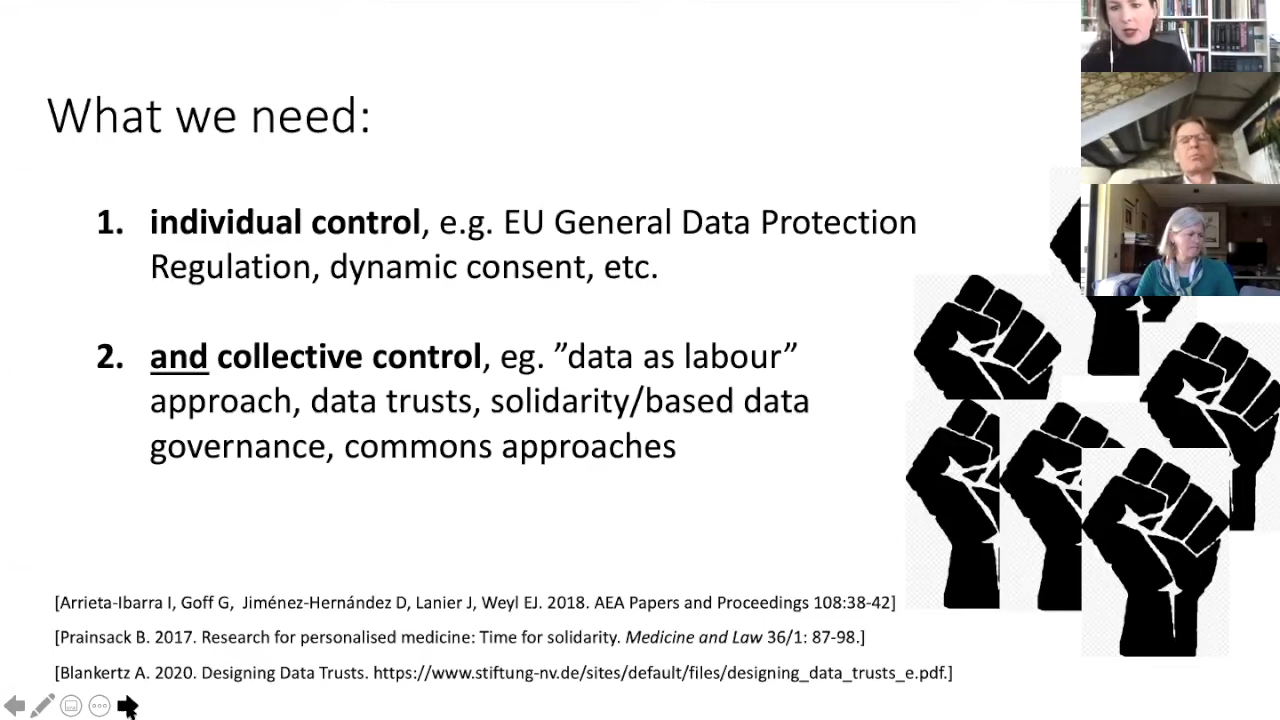 What we need:
1. individual control, e.g. EU General Data Protection
Regulation, dynamic consent, etc.
2. and collective control, eg. ”data as labour”
approach, data trusts, solidarity/based data
governance, commons approaches
[Arrieta-Ibarra I, Goff G,  Jiménez-Hernández D, Lanier J, Weyl EJ. 2018. AEA Papers and Proceedings 108:38-42]
[Prainsack B. 2017. Research for personalised medicine: Time for solidarity. Medicine and Law 36/1: 87-98.]
[Blankertz A. 2020. Designing Data Trusts. https://www.stiftung-nv.de/sites/default/files/designing_data_trusts_e.pdf.]